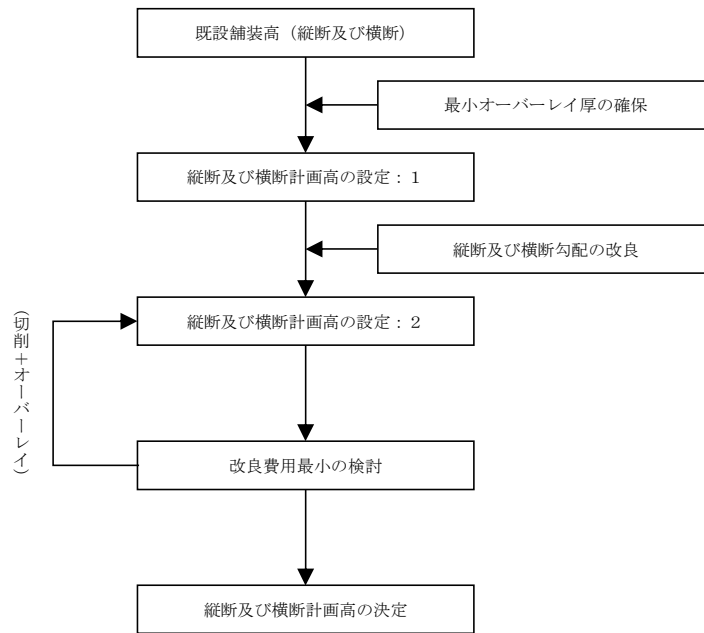 既設舗装高（縦断及び横断）
最小オーバーレイ厚の確保
縦断及び横断計画高の設定：１
縦断及び横断勾配の改良
縦断及び横断計画高の設定：２
（切削＋オーバーレイ）
改良費用最小の検討
縦断及び横断計画高の決定